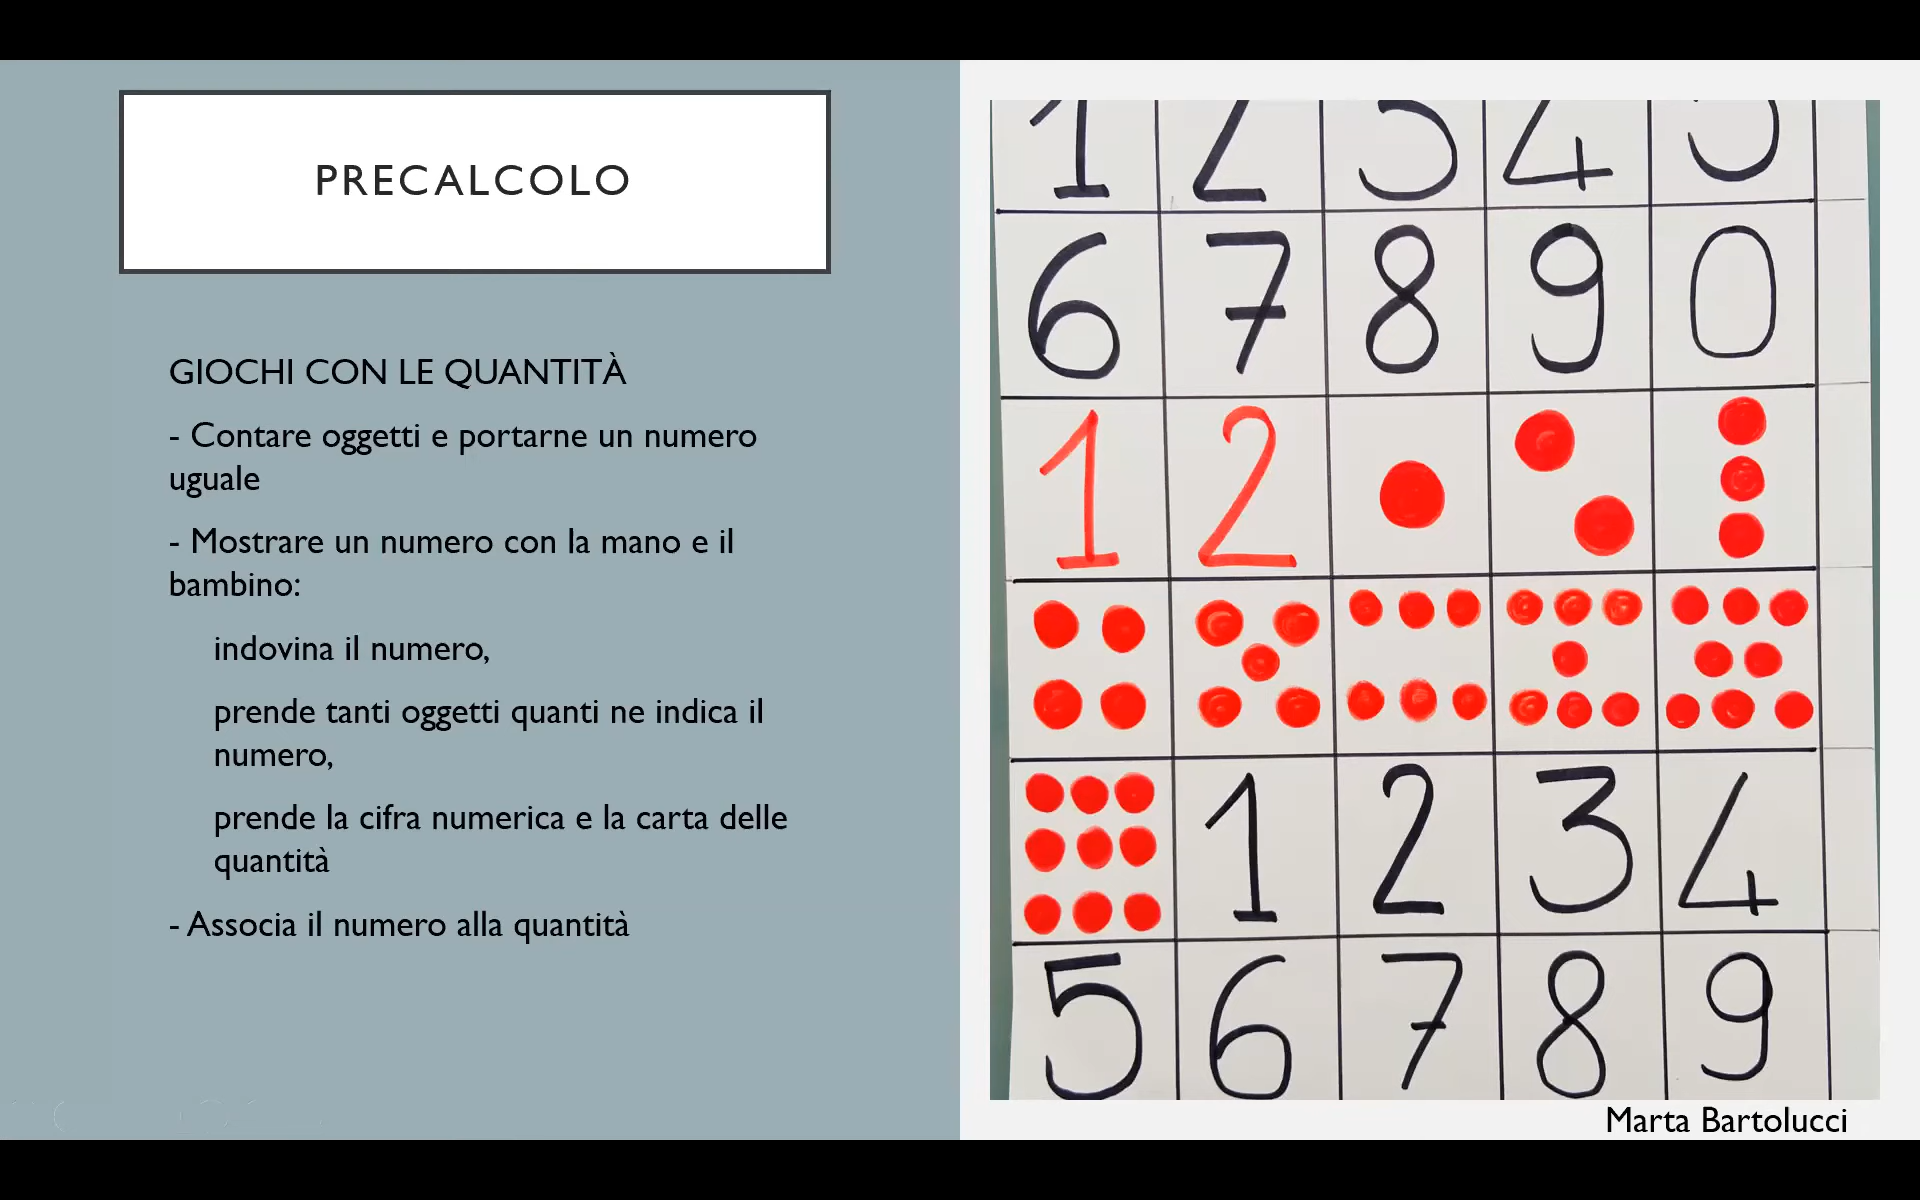 PRECALCOLO
GIOCHI CON LE QUANTITÀ
- Contare oggetti e portarne un numero
uguale
- Mostrare un numero con la mano e il
bambino:
indovina il numero,
prende tanti oggetti quanti ne indica il
numero,
prende la cifra numerica e la carta delle
quantità
- Associa il numero alla quantità
1 2 3 4 5
6 7 8 9 0
1 2
1 2 3 4
5 6 7 8 9
Marta Bartolucci